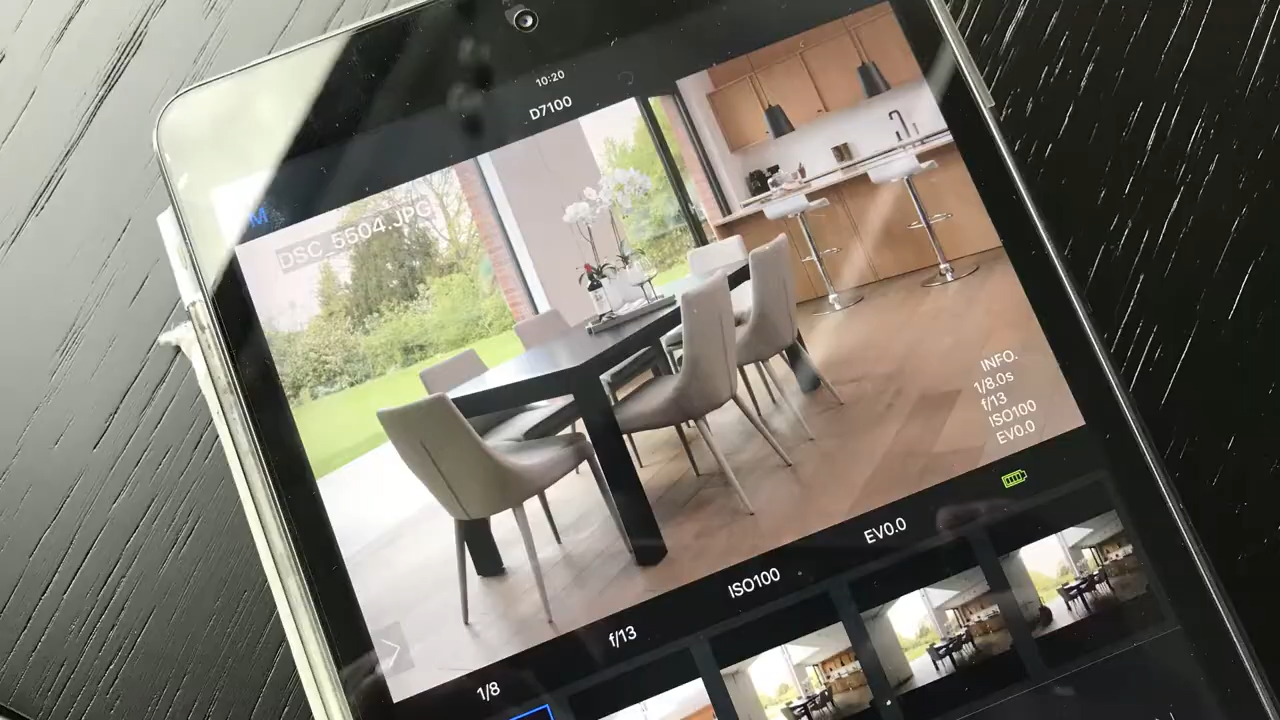 10:20
D7100
M
DSC_5504.JPG
INFO.
1/8.0s
f/13
ISO100
EV0.0
1/8
f/13
ISO100
EV0.0